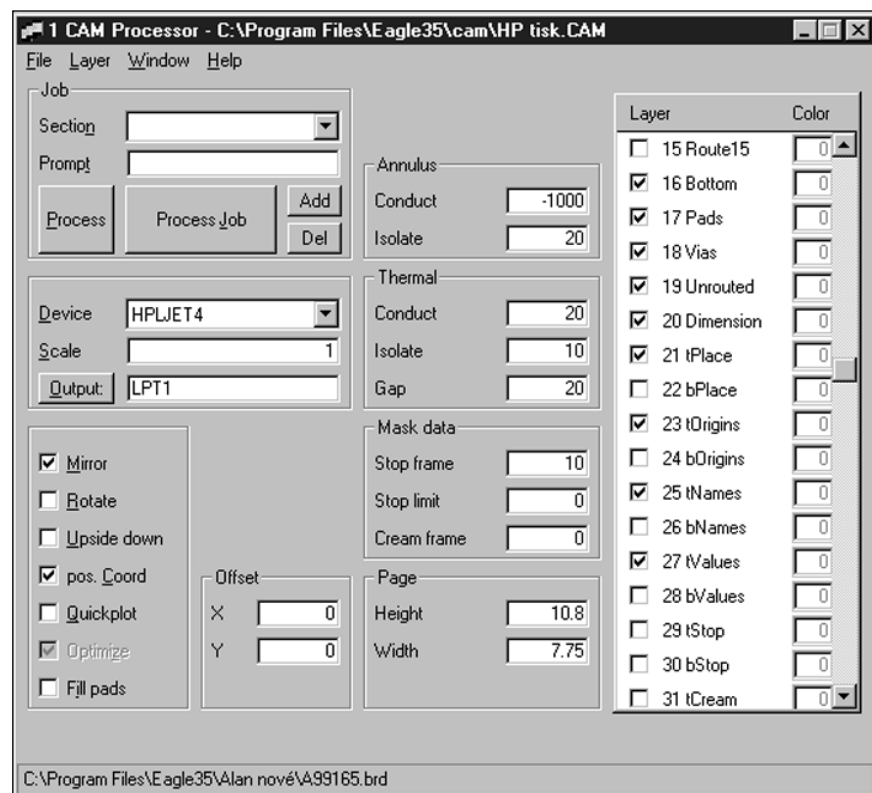 1 CAM Processor - C:\Program Files\Eagle35\cam\HP tisk.CAM
File Layer Window Help
Job
Section
Prompt
Process
Process Job
Add
Del
Device HPLJET4
Scale 1
Output: LPT1
Mirror
Rotate
Upside down
pos. Coord
Quickplot
Optimize
Fill pads
Offset
X 0
Y 0
Annulus
Conduct -1000
Isolate 20
Thermal
Conduct 20
Isolate 10
Gap 20
Mask data
Stop frame 10
Stop limit 0
Cream frame 0
Page
Height 10.8
Width 7.75
Layer Color
15 Route15 0
16 Bottom 0
17 Pads 0
18 Vias 0
19 Unrouted 0
20 Dimension 0
21 tPlace 0
22 bPlace 0
23 tOrigins 0
24 bOrigins 0
25 tNames 0
26 bNames 0
27 tValues 0
28 bValues 0
29 tStop 0
30 bStop 0
31 tCream 0
C:\Program Files\Eagle35\Alan nové\A99165.brd